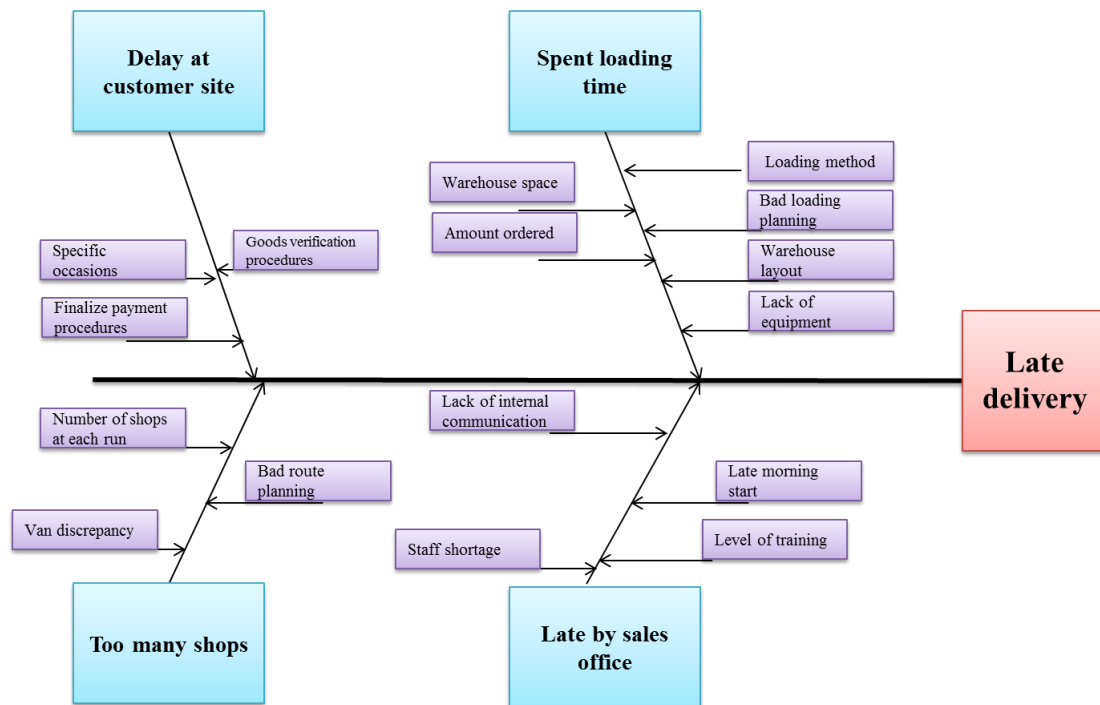 Delay at
customer site
Spent loading
time
Loading method
Warehouse space
Bad loading
planning
Amount ordered
Goods verification
procedures
Specific
occasions
Warehouse
layout
Finalize payment
procedures
Lack of
equipment
Late
delivery
Lack of internal
communication
Number of shops
at each run
Bad route
planning
Late morning
start
Van discrepancy
Staff shortage
Level of training
Too many shops
Late by sales
office